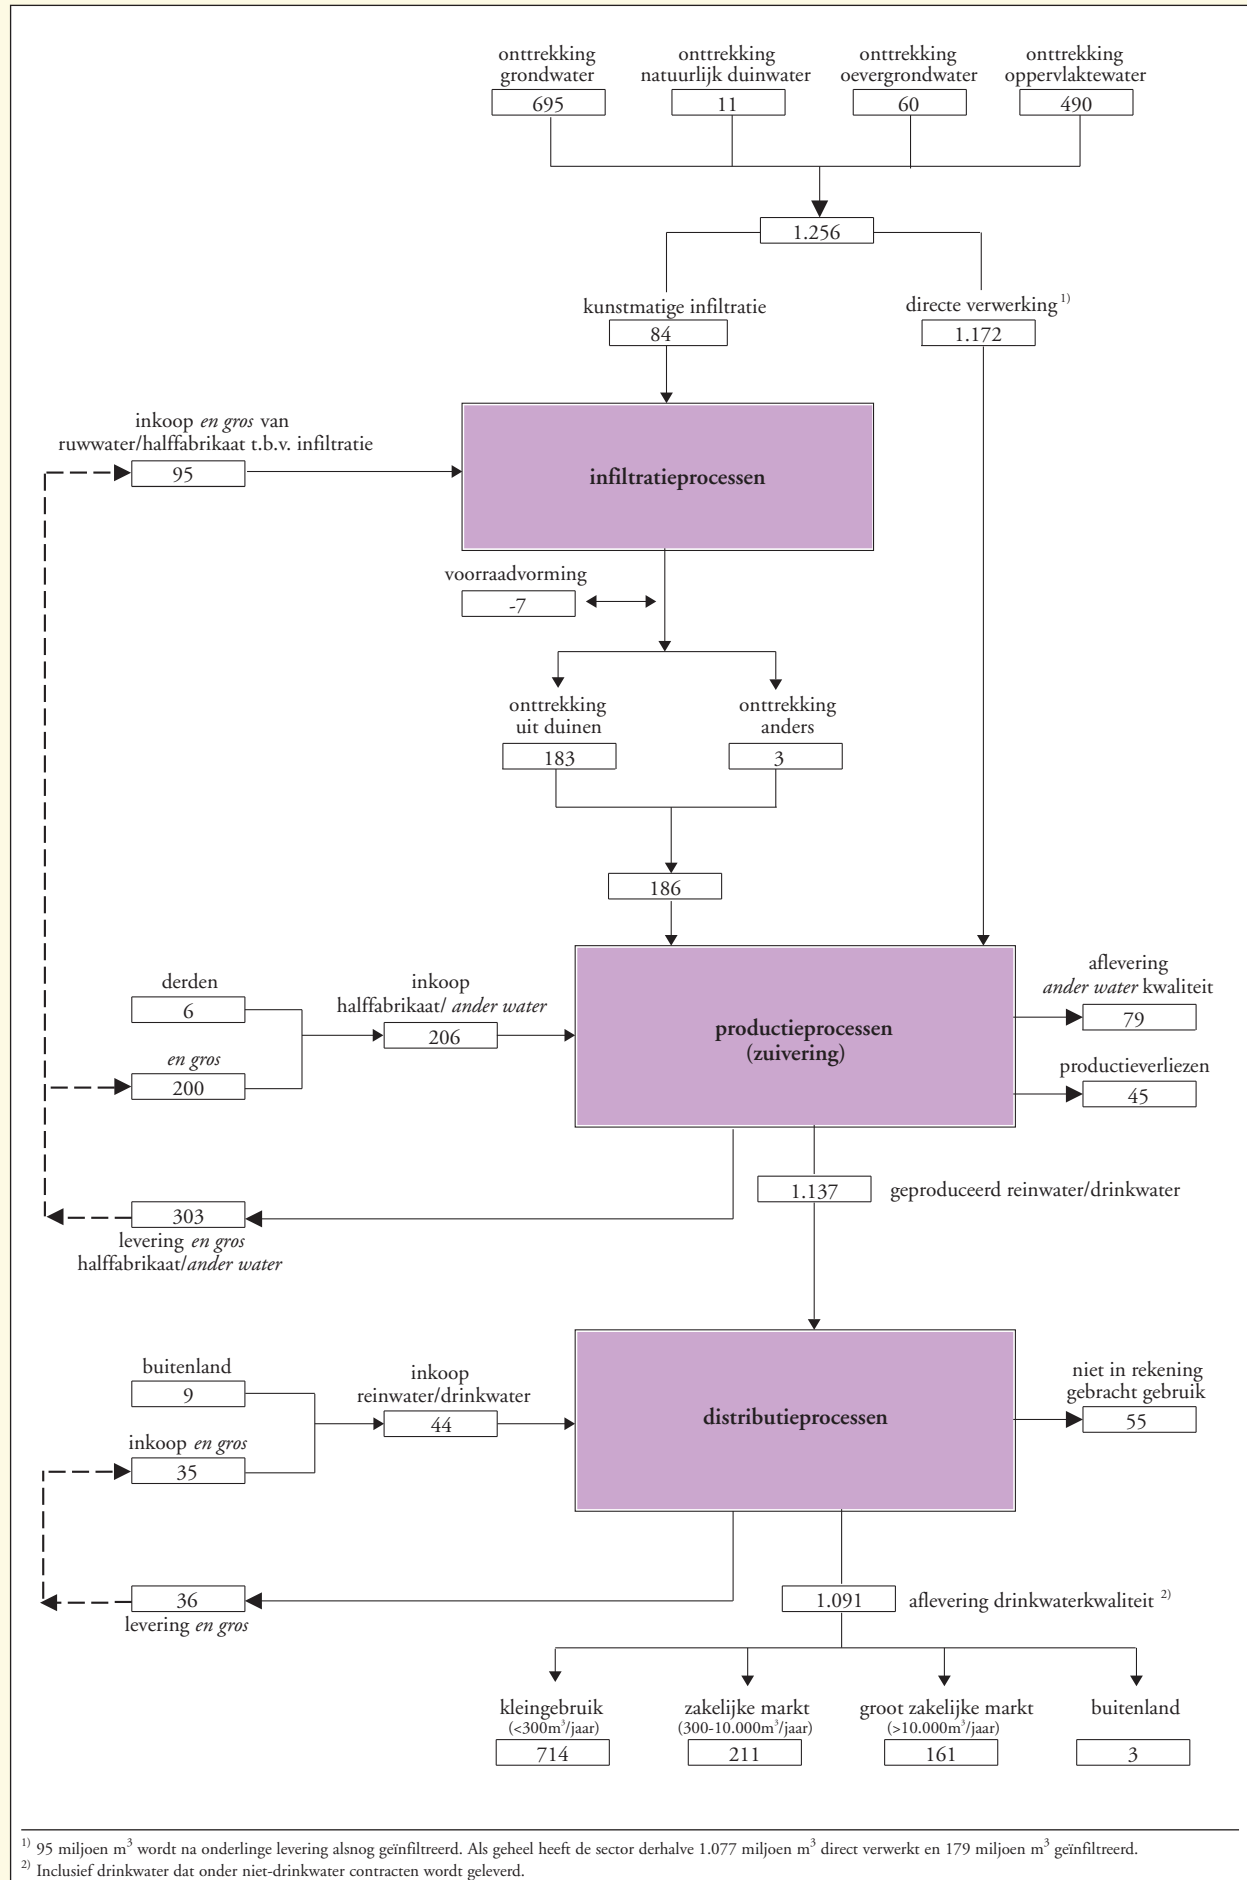 onttrekking
grondwater
695
onttrekking
natuurlijk duinwater
11
onttrekking
oevergrondwater
60
onttrekking
oppervlaktewater
490
1.256
kunstmatige infiltratie
84
directe verwerking 1)
1.172
inkoop en gros van
ruwwater/halffabrikaat t.b.v. infiltratie
95
infiltratieprocessen
voorraadvorming
-7
onttrekking
uit duinen
183
onttrekking
anders
3
186
derden
6
en gros
200
inkoop
halffabrikaat/ ander water
206
productieprocessen
(zuivering)
aflevering
ander water kwaliteit
79
productieverliezen
45
303
levering en gros
halffabrikaat/ander water
1.137
geproduceerd reinwater/drinkwater
buitenland
9
inkoop en gros
35
inkoop
reinwater/drinkwater
44
distributieprocessen
niet in rekening
gebracht gebruik
55
36
levering en gros
1.091
aflevering drinkwaterkwaliteit 2)
kleingebruik
(<300m³/jaar)
714
zakelijke markt
(300-10.000m³/jaar)
211
groot zakelijke markt
(>10.000m³/jaar)
161
buitenland
3
1) 95 miljoen m³ wordt na onderlinge levering alsnog geïnfiltreerd. Als geheel heeft de sector derhalve 1.077 miljoen m³ direct verwerkt en 179 miljoen m³ geïnfiltreerd.
2) Inclusief drinkwater dat onder niet-drinkwater contracten wordt geleverd.